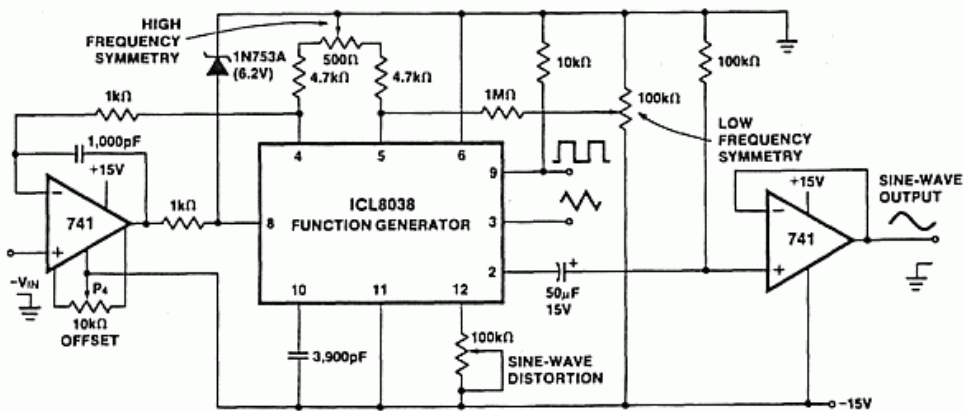 HIGH
FREQUENCY
SYMMETRY
1N753A
(6.2V)
500Ω
4.7kΩ
4.7kΩ
10kΩ
100kΩ
1kΩ
1MΩ
100kΩ
LOW
FREQUENCY
SYMMETRY
1,000pF
+15V
741
1kΩ
4
5
6
8
9
3
2
10
11
12
ICL8038
FUNCTION GENERATOR
+15V
741
SINE-WAVE
OUTPUT
-VIN
P4
10kΩ
OFFSET
50µF
15V
+
3,900pF
100kΩ
SINE-WAVE
DISTORTION
-15V